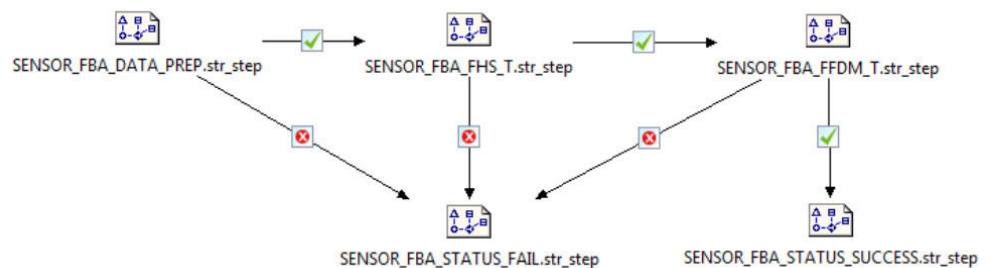 SENSOR_FBA_DATA_PREP.str_step
SENSOR_FBA_FHS_T.str_step
SENSOR_FBA_FFDM_T.str_step
SENSOR_FBA_STATUS_FAIL.str_step
SENSOR_FBA_STATUS_SUCCESS.str_step